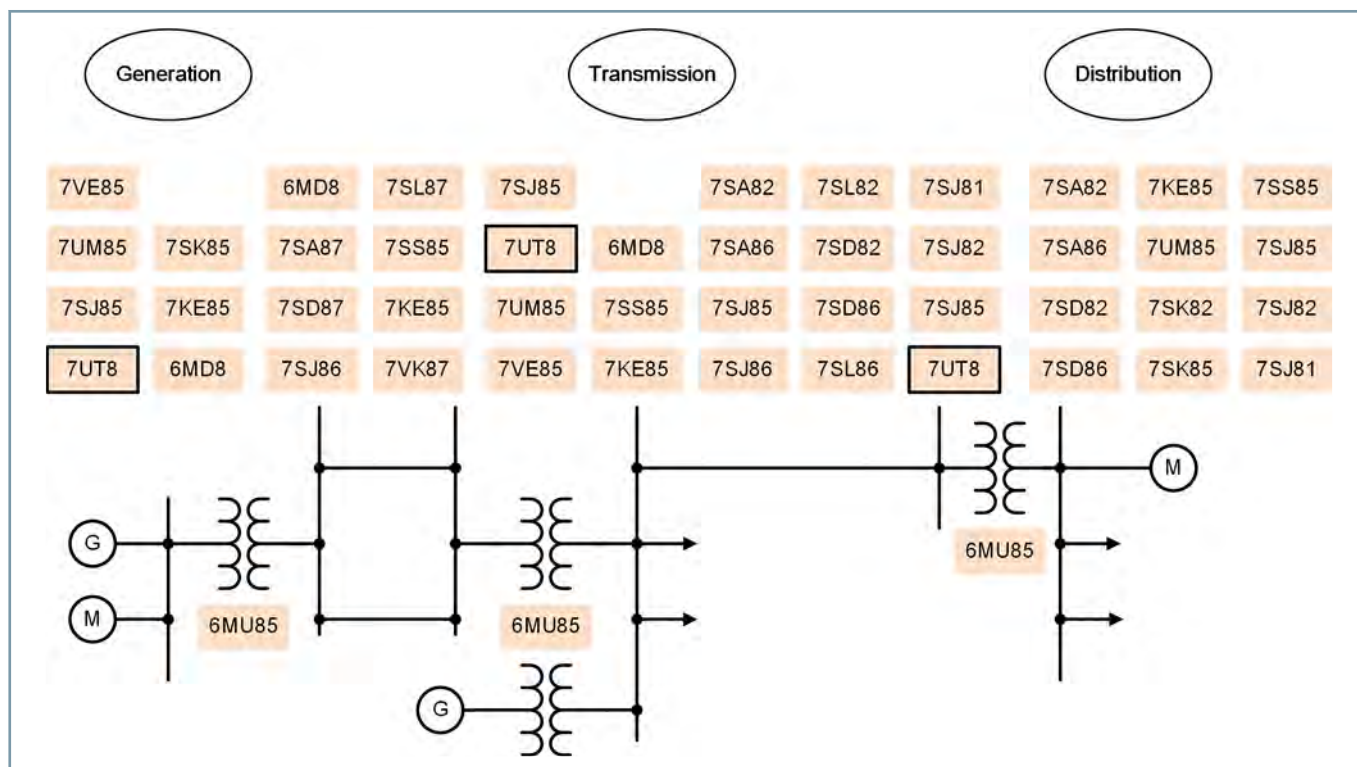 Generation Transmission Distribution
7VE85 6MD8 7SL87 7SJ85 7SA82 7SL82 7SJ81 7SA82 7KE85 7SS85
7UM85 7SK85 7SA87 7SS85 7UT8 6MD8 7SA86 7SD82 7SJ82 7SA86 7UM85 7SJ85
7SJ85 7KE85 7SD87 7KE85 7UM85 7SS85 7SJ85 7SD86 7SJ85 7SD82 7SK82 7SJ82
7UT8 6MD8 7SJ86 7VK87 7VE85 7KE85 7SJ86 7SL86 7UT8 7SD86 7SK85 7SJ81
M
G 6MU85
M 6MU85 6MU85
G